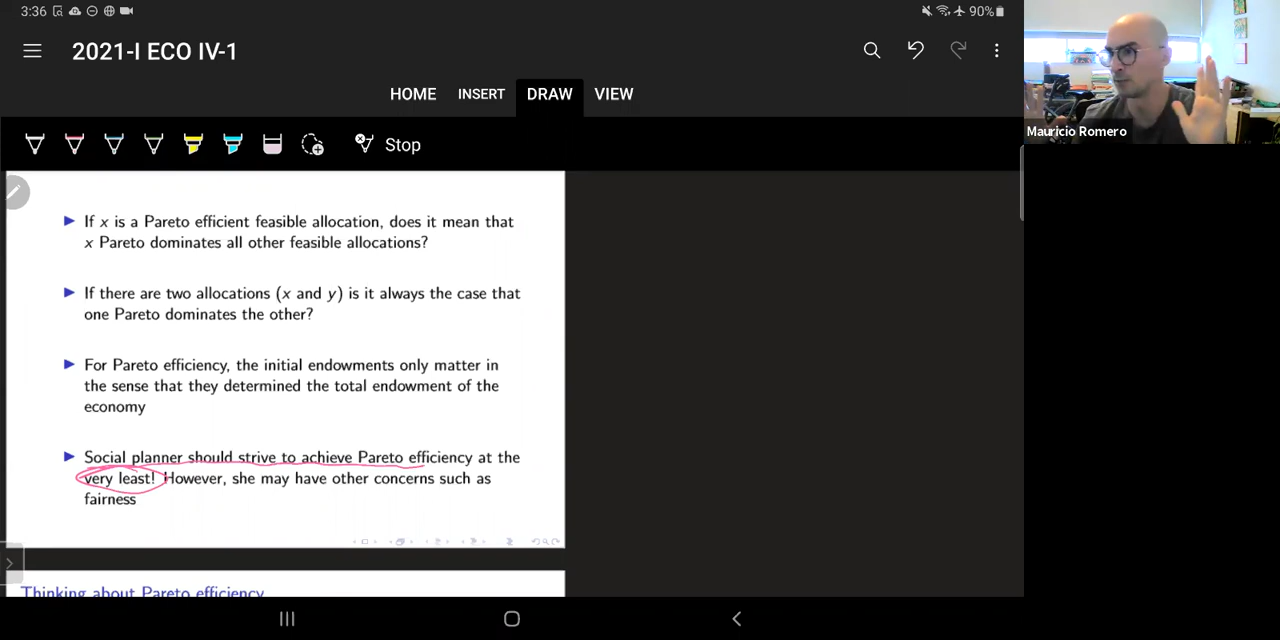 3:36
90%
2021-I ECO IV-1
HOME INSERT DRAW VIEW
Stop
Mauricio Romero
▶ If x is a Pareto efficient feasible allocation, does it mean that
x Pareto dominates all other feasible allocations?
▶ If there are two allocations (x and y) is it always the case that
one Pareto dominates the other?
▶ For Pareto efficiency, the initial endowments only matter in
the sense that they determined the total endowment of the
economy
▶ Social planner should strive to achieve Pareto efficiency at the
very least! However, she may have other concerns such as
fairness
Thinking about Pareto efficiency